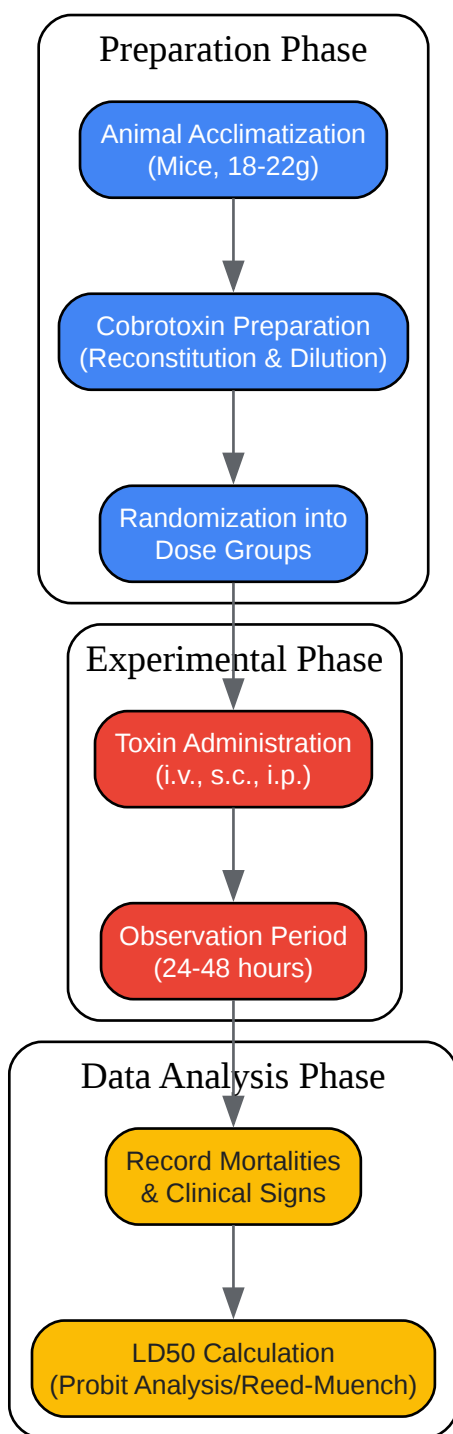 Preparation Phase
Animal Acclimatization
(Mice, 18-22g)
Cobrotoxin Preparation
(Reconstitution & Dilution)
Randomization into
Dose Groups
Experimental Phase
Toxin Administration
(i.v., s.c., i.p.)
Observation Period
(24-48 hours)
Data Analysis Phase
Record Mortalities
& Clinical Signs
LD50 Calculation
(Probit Analysis/Reed-Muench)